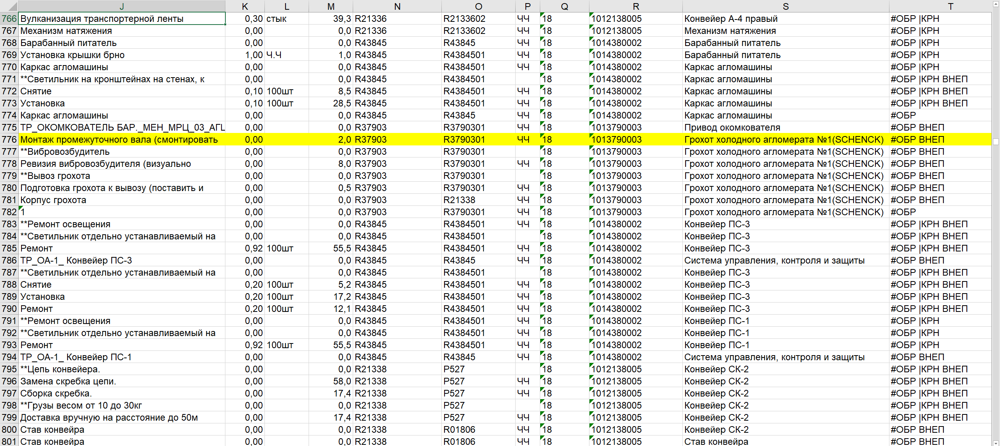 J K L M N O P Q R S T
766 Вулканизация транспортерной ленты 0,30 стык 39,3 R21336 R2133602 ЧЧ 18 1012138005 Конвейер А-4 правый #ОБР |КРН
767 Механизм натяжения 0,00 0,0 R21336 R2133602 ЧЧ 18 1012138005 Механизм натяжения #ОБР |КРН
768 Барабанный питатель 0,00 0,0 R43845 R43845 ЧЧ 18 1014380002 Барабанный питатель #ОБР |КРН
769 Установка крышки брно 1,00 Ч.Ч 1,0 R43845 R4384501 ЧЧ 18 1014380002 Барабанный питатель #ОБР |КРН
770 Каркас агломашины 0,00 0,0 R43845 R4384501 ЧЧ 18 1014380002 Каркас агломашины #ОБР |КРН
771 **Светильник на кронштейнах на стенах, к 0,00 0,0 R43845 R4384501 18 1014380002 Каркас агломашины #ОБР |КРН ВНЕП
772 Снятие 0,10 100шт 8,5 R43845 R4384501 ЧЧ 18 1014380002 Каркас агломашины #ОБР |КРН ВНЕП
773 Установка 0,10 100шт 28,5 R43845 R4384501 ЧЧ 18 1014380002 Каркас агломашины #ОБР |КРН ВНЕП
774 Каркас агломашины 0,00 0,0 R43845 R43845 ЧЧ 18 1014380002 Каркас агломашины #ОБР
775 ТР_ОКОМКОВАТЕЛЬ БАР._МЕН_МРЦ_03_АГЦ 0,00 0,0 R37903 R3790301 ЧЧ 18 1013790003 Привод окомкователя #ОБР ВНЕП
776 Монтаж промежуточного вала (смонтировать 0,00 2,0 R37903 R3790301 ЧЧ 18 1013790003 Грохот холодного агломерата №1(SCHENCK) #ОБР ВНЕП
777 **Вибровозбудитель 0,00 0,0 R37903 R3790301 18 1013790003 Грохот холодного агломерата №1(SCHENCK) #ОБР ВНЕП
778 Ревизия вибровозбудителя (визуально 0,00 8,0 R37903 R3790301 ЧЧ 18 1013790003 Грохот холодного агломерата №1(SCHENCK) #ОБР ВНЕП
779 **Вывоз грохота 0,00 0,0 R37903 R3790301 18 1013790003 Грохот холодного агломерата №1(SCHENCK) #ОБР ВНЕП
780 Подготовка грохота к вывозу (поставить и 0,00 0,5 R37903 R3790301 ЧЧ 18 1013790003 Грохот холодного агломерата №1(SCHENCK) #ОБР ВНЕП
781 Корпус грохота 0,00 0,0 R37903 R21338 ЧЧ 18 1013790003 Грохот холодного агломерата №1(SCHENCK) #ОБР ВНЕП
782 1 0,00 0,0 R37903 R3790301 ЧЧ 18 1013790003 Грохот холодного агломерата №1(SCHENCK) #ОБР
783 **Ремонт освещения 0,00 0,0 R43845 R4384501 ЧЧ 18 1014380002 Конвейер ПС-3 #ОБР |КРН ВНЕП
784 **Светильник отдельно устанавливаемый на 0,00 0,0 R43845 R4384501 18 1014380002 Конвейер ПС-3 #ОБР |КРН ВНЕП
785 Ремонт 0,92 100шт 55,5 R43845 R4384501 ЧЧ 18 1014380002 Конвейер ПС-3 #ОБР |КРН ВНЕП
786 ТР_ОА-1_ Конвейер ПС-3 0,00 0,0 R43845 R43845 ЧЧ 18 1014380002 Система управления, контроля и защиты #ОБР ВНЕП
787 **Светильник отдельно устанавливаемый на 0,00 0,0 R43845 R4384501 18 1014380002 Конвейер ПС-3 #ОБР |КРН ВНЕП
788 Снятие 0,20 100шт 5,2 R43845 R4384501 ЧЧ 18 1014380002 Конвейер ПС-3 #ОБР |КРН ВНЕП
789 Установка 0,20 100шт 17,2 R43845 R4384501 ЧЧ 18 1014380002 Конвейер ПС-3 #ОБР |КРН ВНЕП
790 Ремонт 0,20 100шт 12,1 R43845 R4384501 ЧЧ 18 1014380002 Конвейер ПС-3 #ОБР |КРН ВНЕП
791 **Ремонт освещения 0,00 0,0 R43845 R4384501 ЧЧ 18 1014380002 Конвейер ПС-1 #ОБР |КРН
792 **Светильник отдельно устанавливаемый на 0,00 0,0 R43845 R4384501 ЧЧ 18 1014380002 Конвейер ПС-1 #ОБР |КРН
793 Ремонт 0,92 100шт 55,5 R43845 R4384501 ЧЧ 18 1014380002 Конвейер ПС-1 #ОБР |КРН
794 ТР_ОА-1_ Конвейер ПС-1 0,00 0,0 R43845 R43845 ЧЧ 18 1014380002 Система управления, контроля и защиты #ОБР ВНЕП
795 **Цепь конвейера. 0,00 0,0 R21338 P527 18 1012138005 Конвейер СК-2 #ОБР |КРН ВНЕП
796 Замена скребка цепи. 0,00 58,0 R21338 P527 ЧЧ 18 1012138005 Конвейер СК-2 #ОБР |КРН ВНЕП
797 Сборка скребка. 0,00 17,4 R21338 P527 ЧЧ 18 1012138005 Конвейер СК-2 #ОБР |КРН ВНЕП
798 **Грузы весом от 10 до 30кг 0,00 0,0 R21338 P527 18 1012138005 Конвейер СК-2 #ОБР |КРН ВНЕП
799 Доставка вручную на расстояние до 50м 0,00 17,4 R21338 P527 ЧЧ 18 1012138005 Конвейер СК-2 #ОБР |КРН ВНЕП
800 Став конвейра 0,00 0,0 R21338 R01806 ЧЧ 18 1012138005 Конвейер СК-2 #ОБР ВНЕП
801 Став конвейра 0,00 0,0 R21338 R01806 ЧЧ 18 1012138005 Став конвейра #ОБР ВНЕП